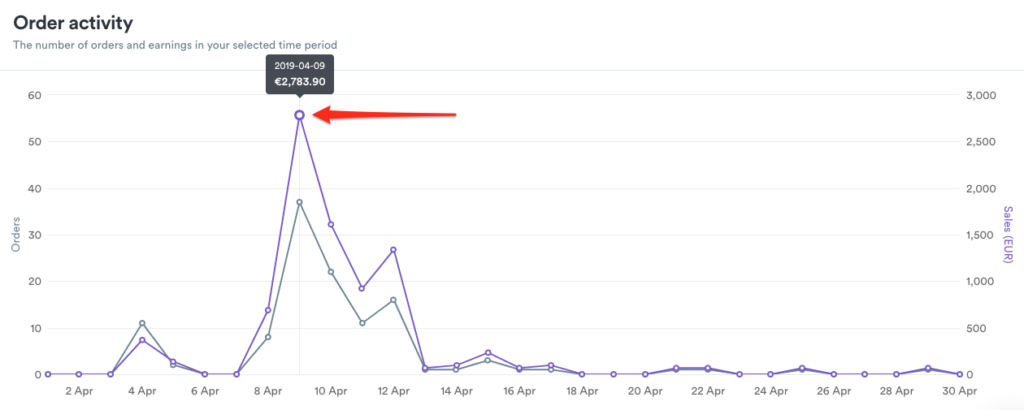 Order activity
The number of orders and earnings in your selected time period
2019-04-09
€2,783.90
60
3,000
50
2,500
40
2,000
30
1,500
20
1,000
10
500
0
0
Orders
Sales (EUR)
2 Apr
4 Apr
6 Apr
8 Apr
10 Apr
12 Apr
14 Apr
16 Apr
18 Apr
20 Apr
22 Apr
24 Apr
26 Apr
28 Apr
30 Apr